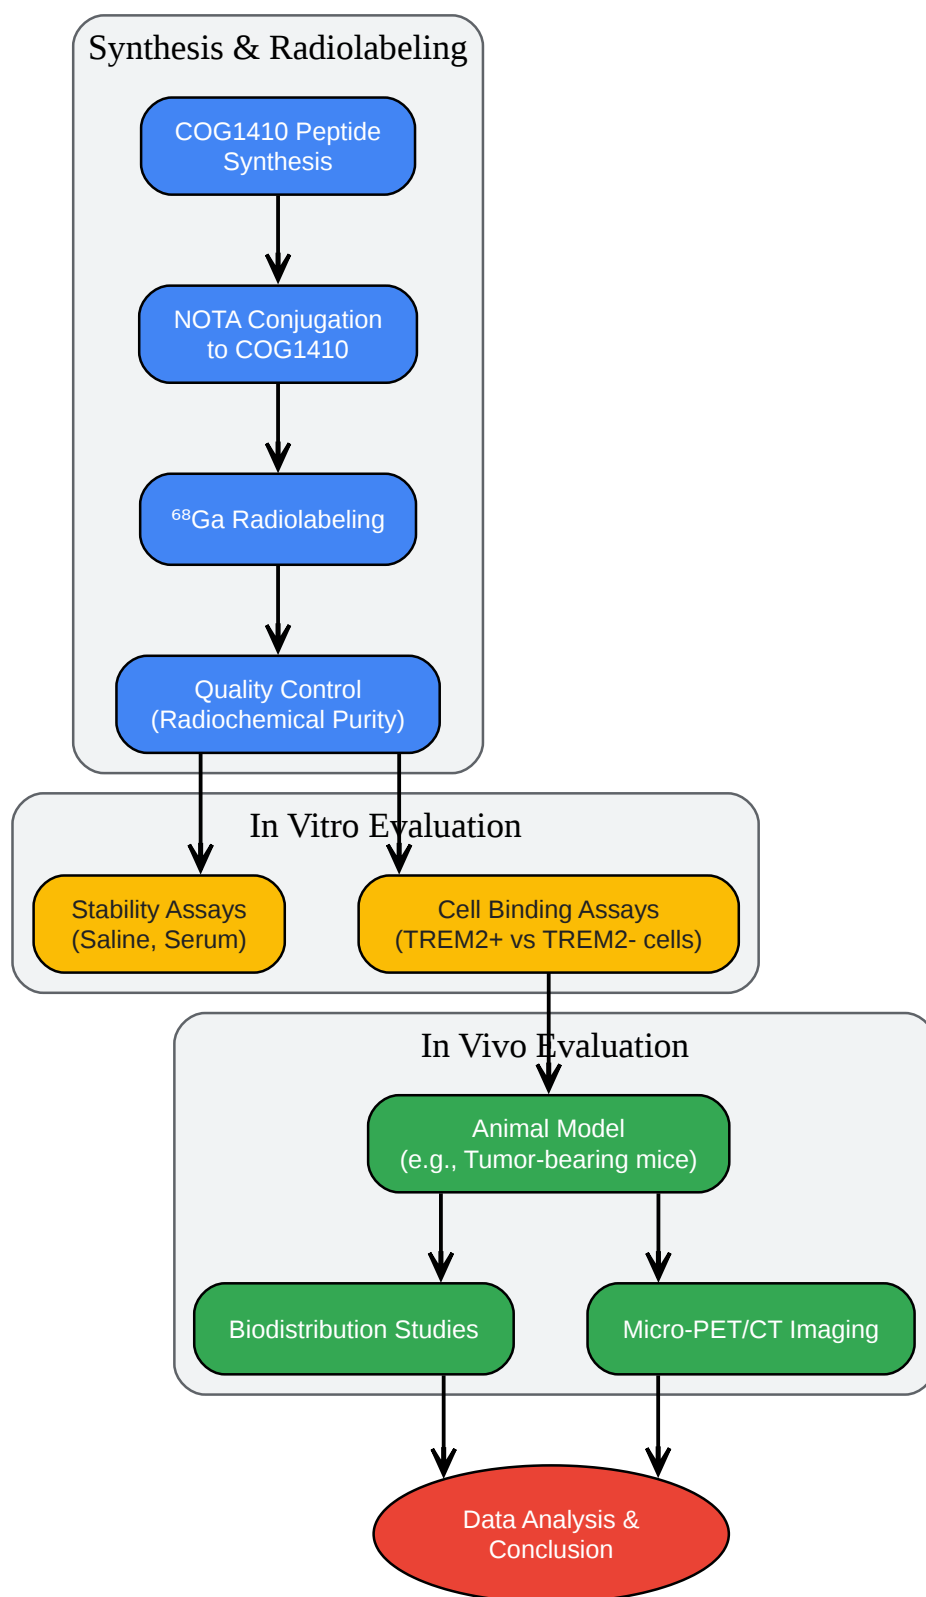 Synthesis & Radiolabeling
COG1410 Peptide
Synthesis
NOTA Conjugation
to COG1410
⁶⁸Ga Radiolabeling
Quality Control
(Radiochemical Purity)
In Vitro Evaluation
Stability Assays
(Saline, Serum)
Cell Binding Assays
(TREM2+ vs TREM2- cells)
In Vivo Evaluation
Animal Model
(e.g., Tumor-bearing mice)
Biodistribution Studies
Micro-PET/CT Imaging
Data Analysis &
Conclusion